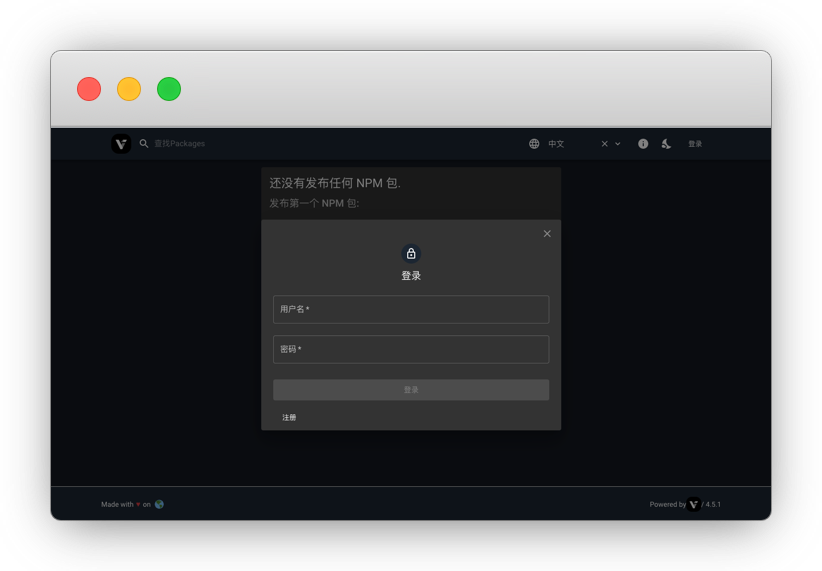 查找Packages
中文
登录
还没有发布任何 NPM 包.
发布第一个 NPM 包:
登录
用户名 *
密码 *
登录
注册
Made with ♥ on
Powered by / 4.5.1